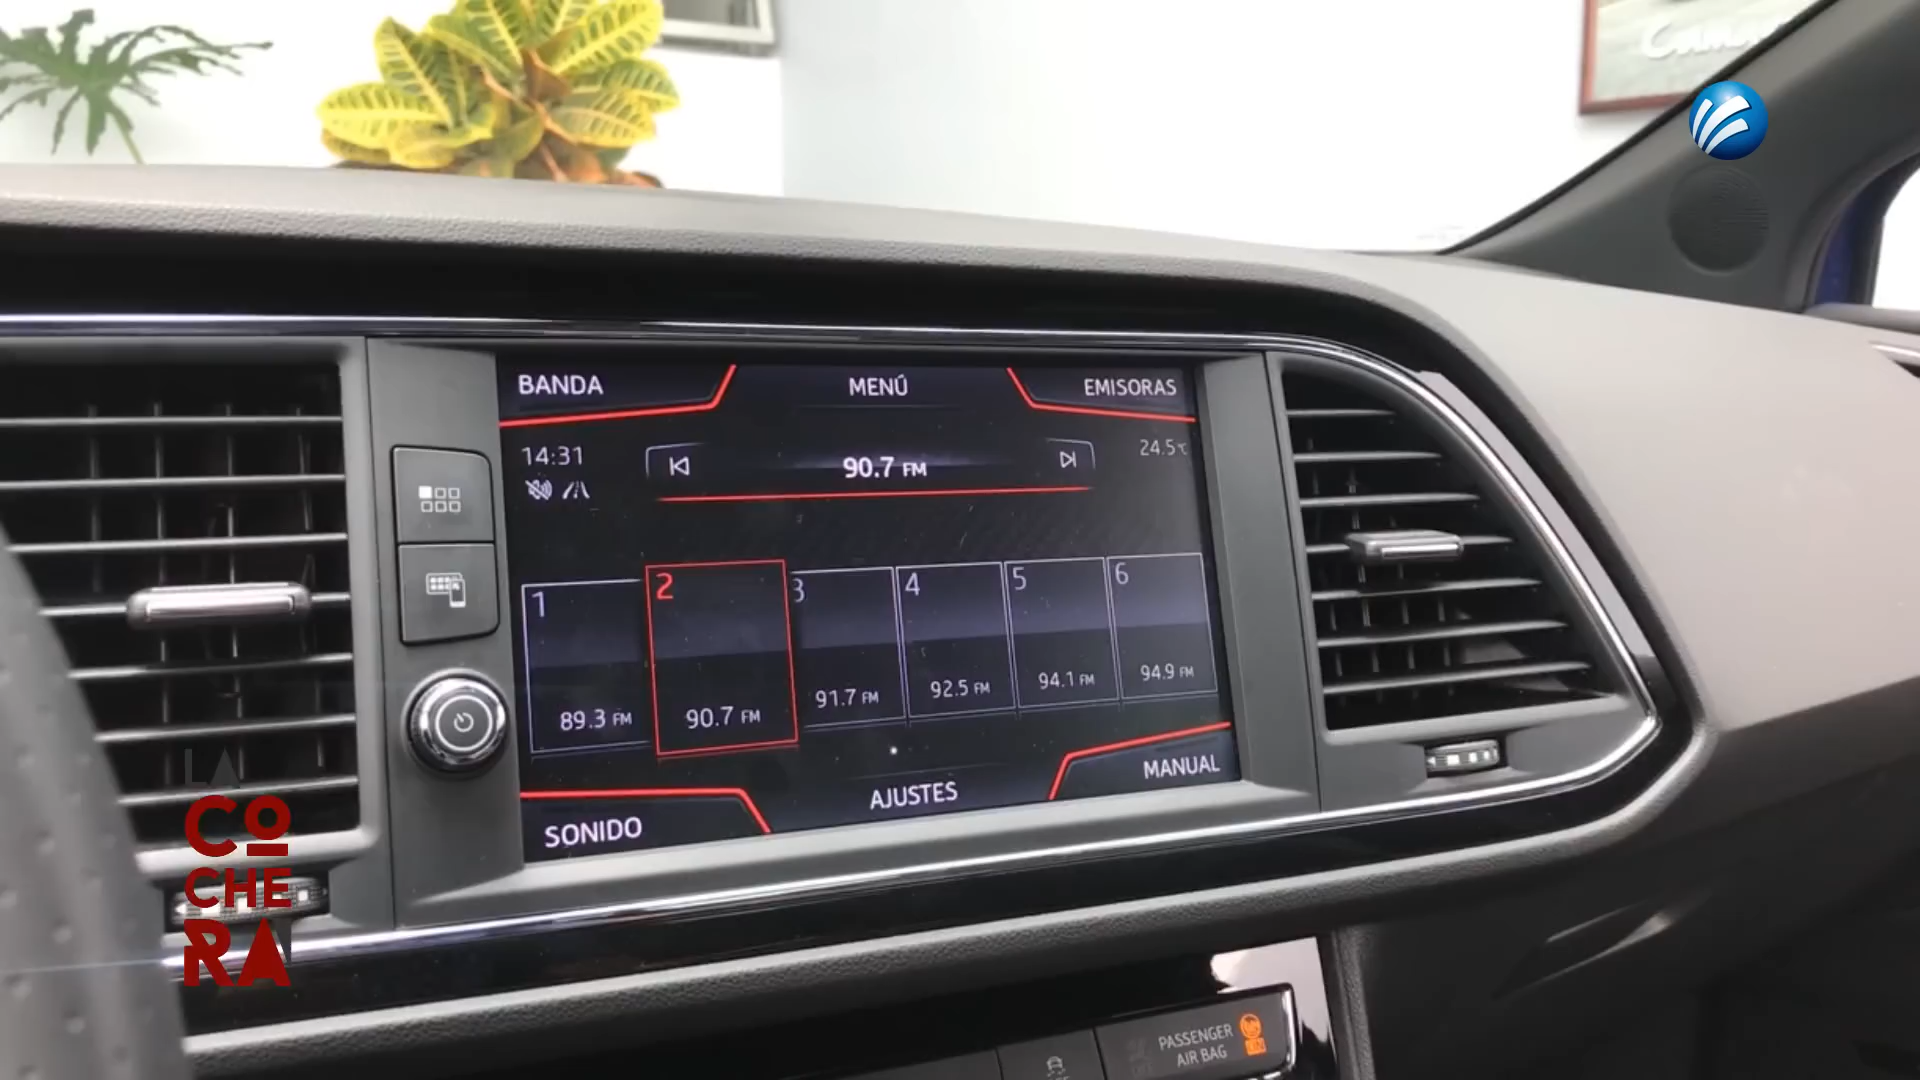 BANDA
MENÚ
EMISORAS
14:31
90.7 FM
24.5°C
1
2
3
4
5
6
89.3 FM
90.7 FM
91.7 FM
92.5 FM
94.1 FM
94.9 FM
SONIDO
AJUSTES
MANUAL
LA
CO
CHE
RA
PASSENGER
AIR BAG